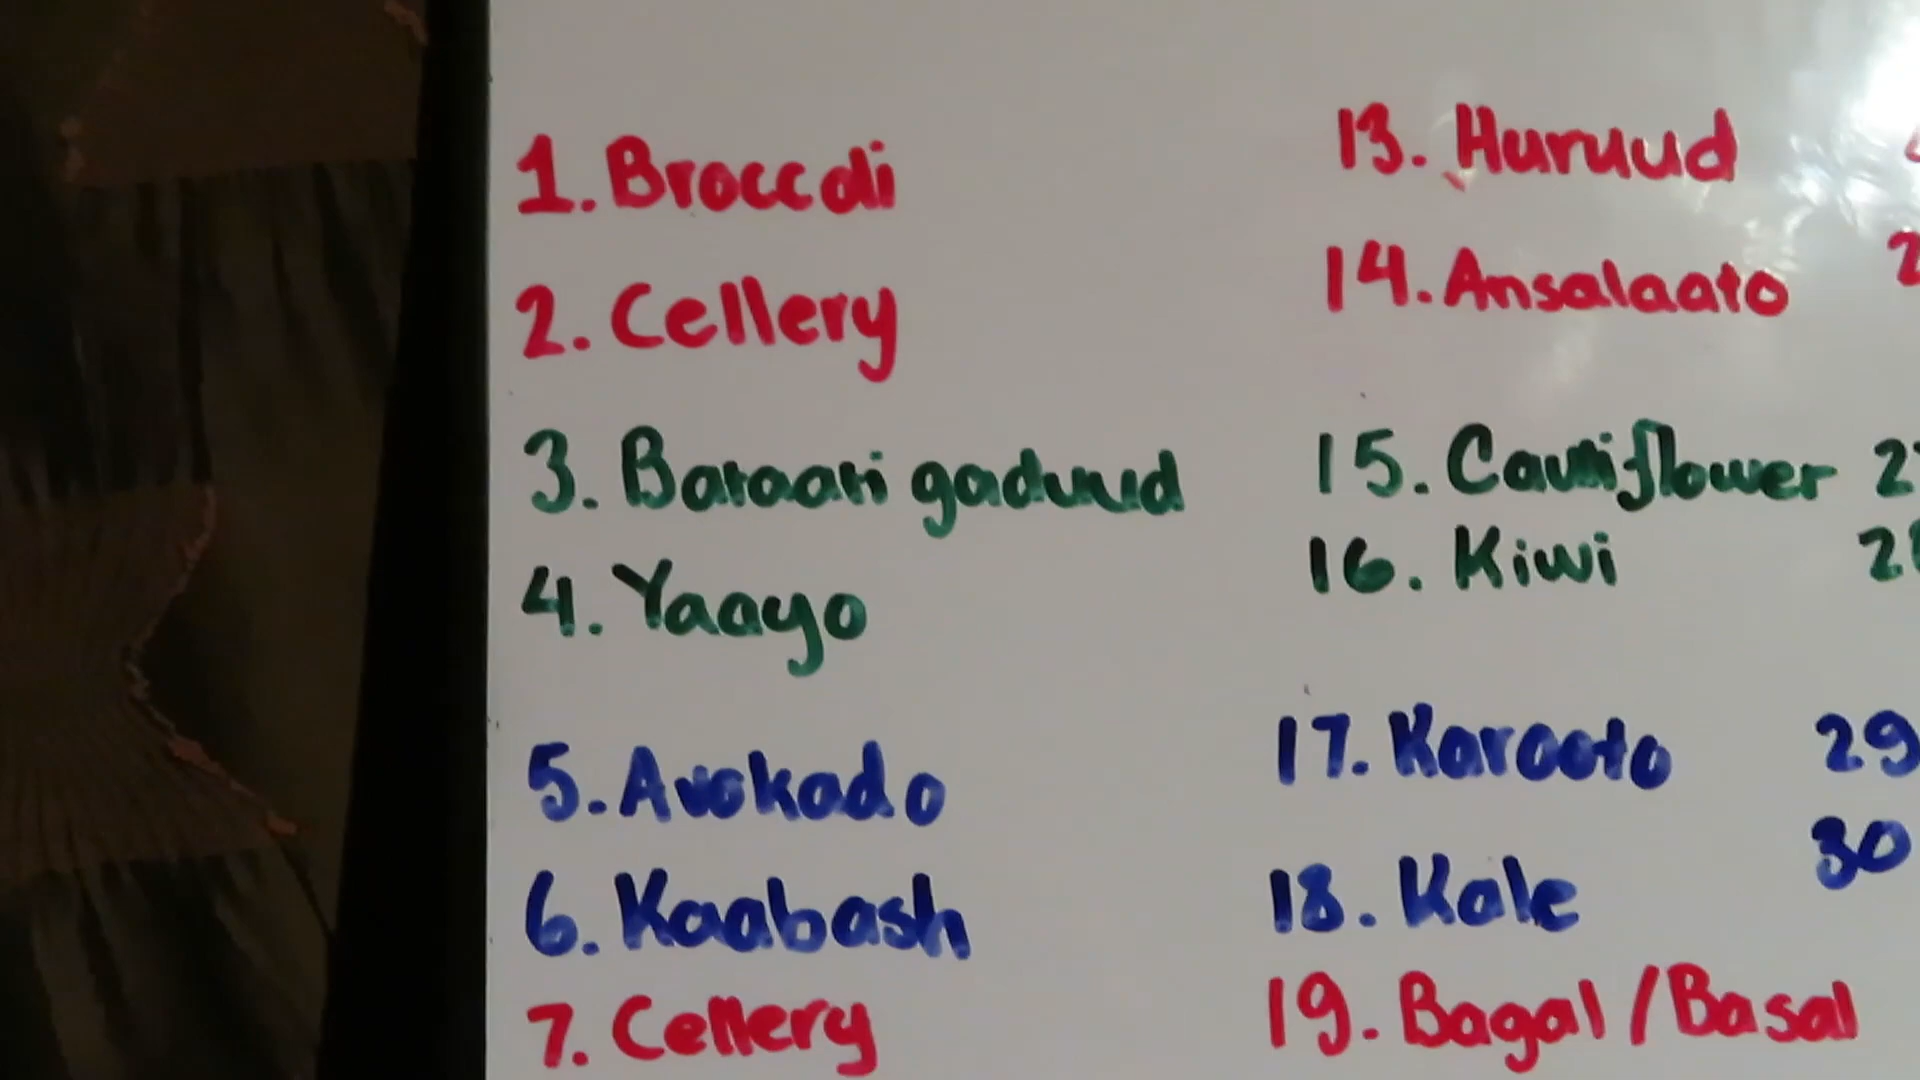 1. Broccoli
2. Cellery
3. Baraari gaduud
4. Yaayo
5. Avokado
6. Kaabash
7. Cellery
13. Huruud
14. Ansalaato
15. Cauliflower
16. Kiwi
17. Karooto
18. Kale
19. Bagal / Basal
29
30